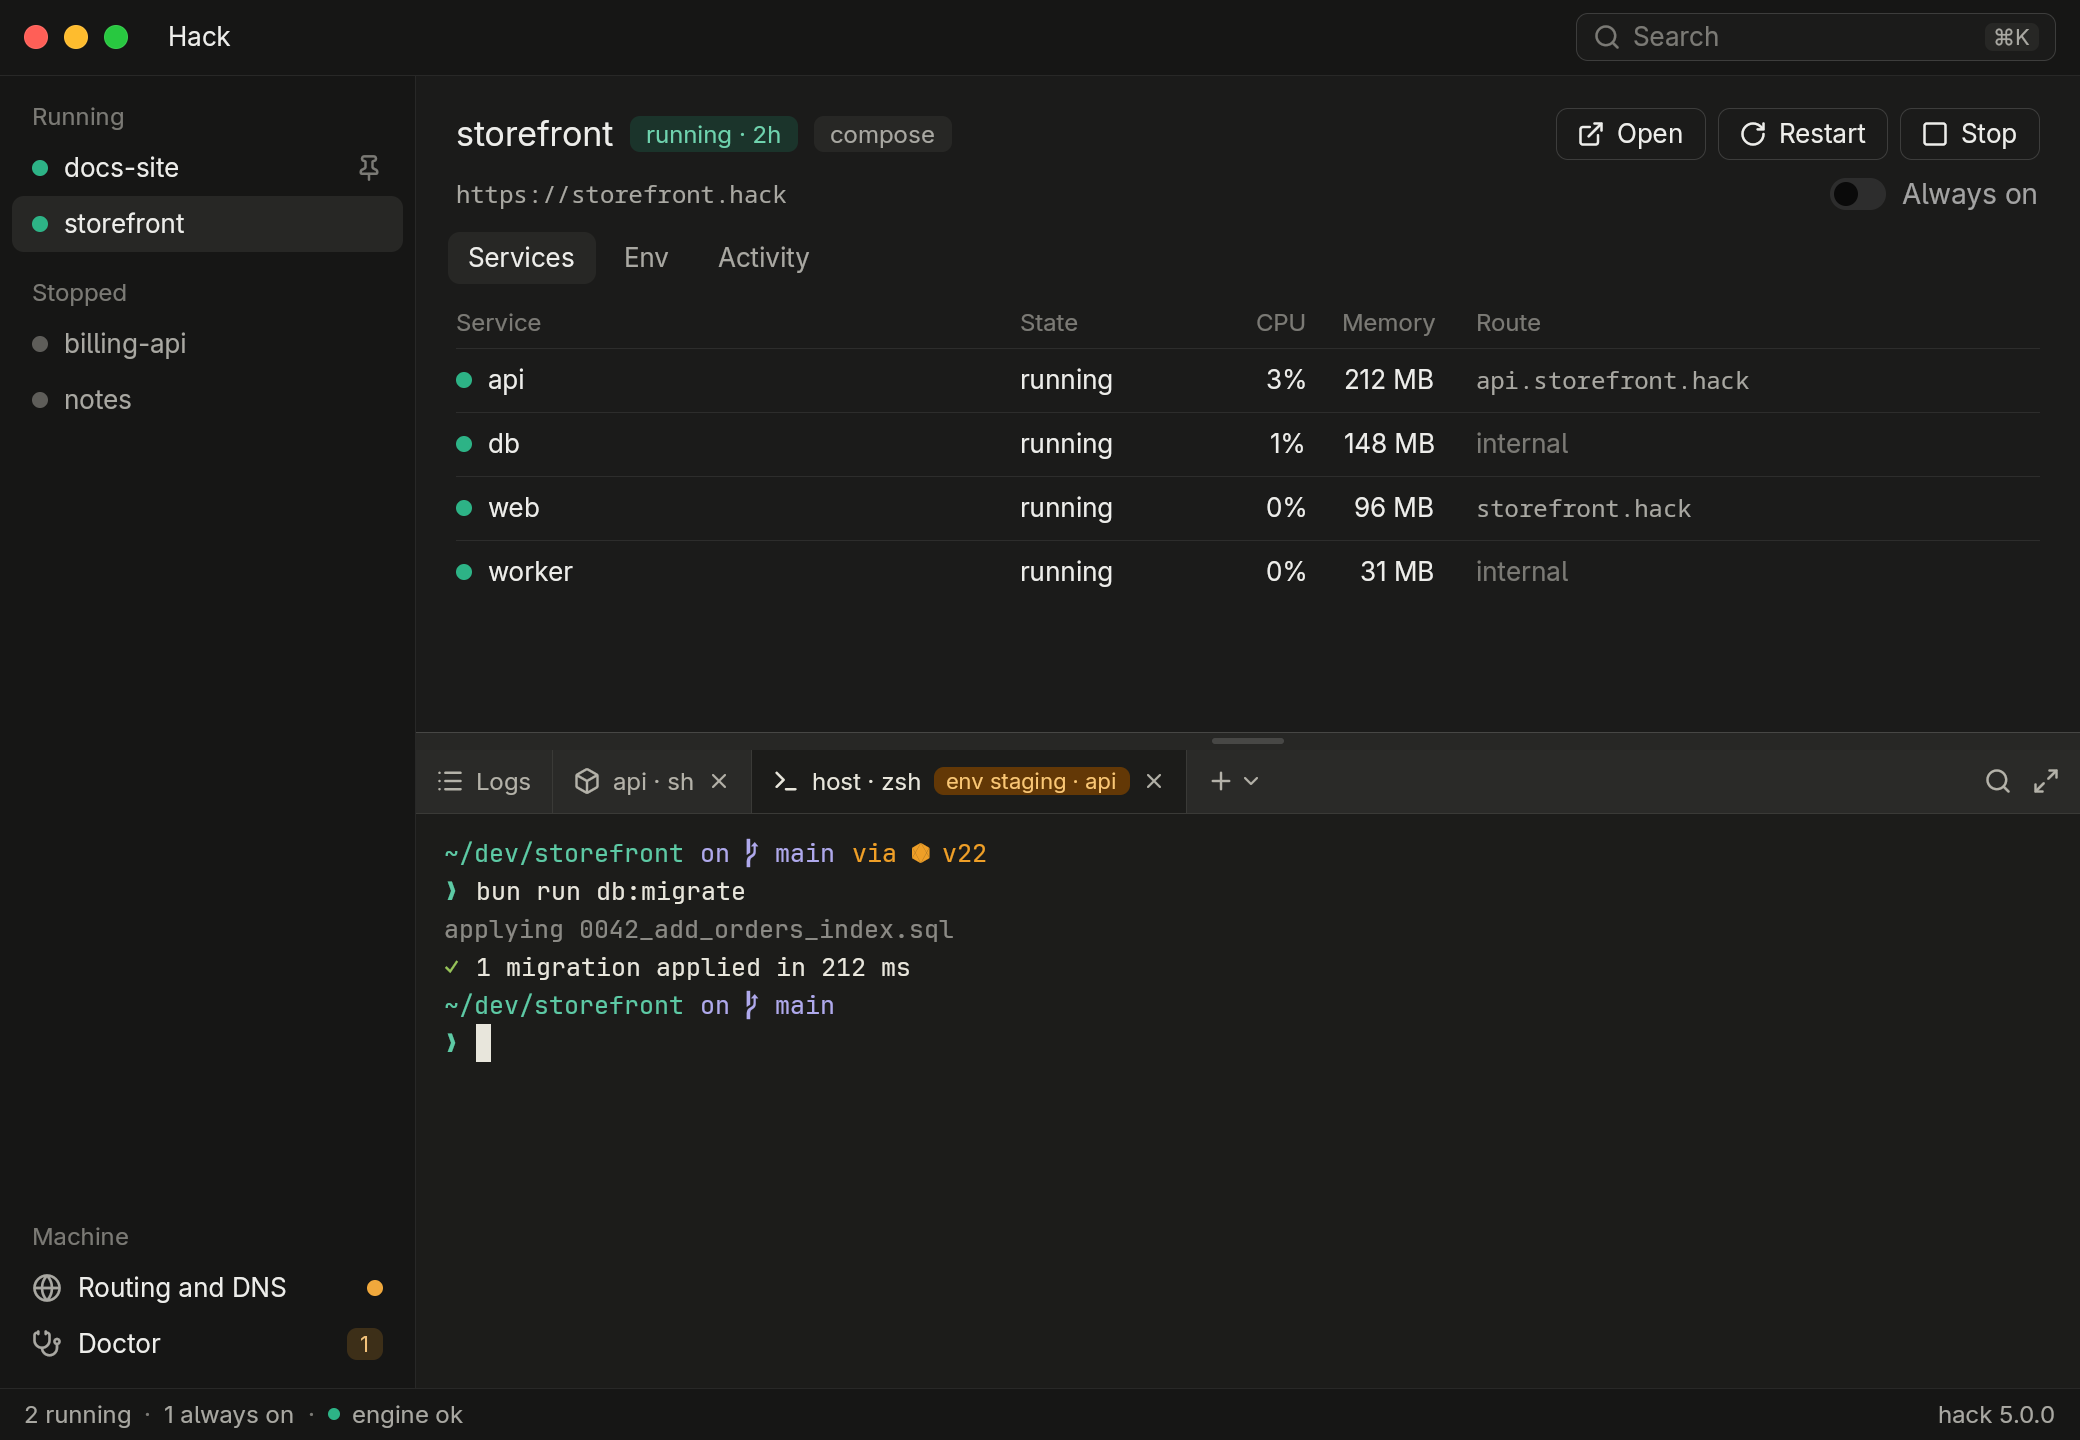 Hack
Search ⌘K
Running
docs-site
storefront
Stopped
billing-api
notes
Machine
Routing and DNS
Doctor 1
storefront running · 2h compose
Open Restart Stop
https://storefront.hack
Always on
Services Env Activity
Service State CPU Memory Route
api running 3% 212 MB api.storefront.hack
db running 1% 148 MB internal
web running 0% 96 MB storefront.hack
worker running 0% 31 MB internal
Logs api · sh host · zsh env staging · api
~/dev/storefront on main via ⬢ v22
❯ bun run db:migrate
applying 0042_add_orders_index.sql
✓ 1 migration applied in 212 ms
~/dev/storefront on main
❯
2 running · 1 always on · engine ok
hack 5.0.0